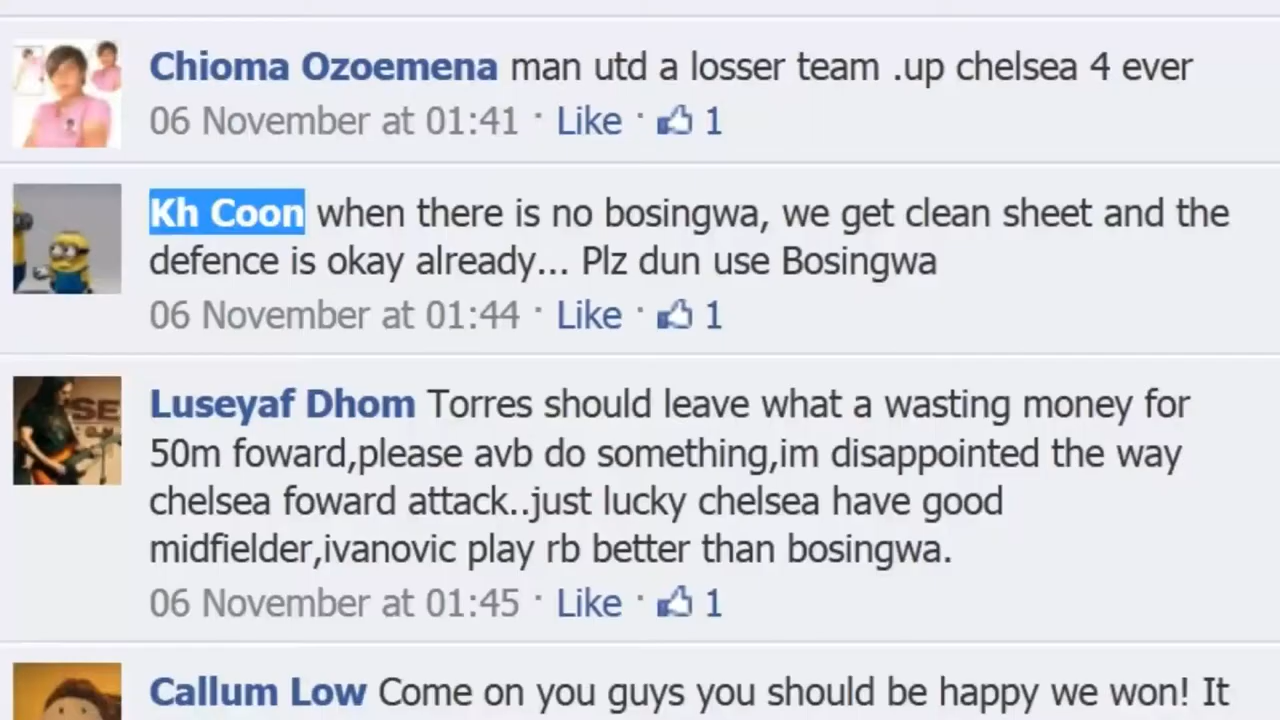 Chioma Ozoemena man utd a losser team .up chelsea 4 ever
06 November at 01:41 · Like · 1
Kh Coon when there is no bosingwa, we get clean sheet and the
defence is okay already... Plz dun use Bosingwa
06 November at 01:44 · Like · 1
Luseyaf Dhom Torres should leave what a wasting money for
50m foward,please avb do something,im disappointed the way
chelsea foward attack..just lucky chelsea have good
midfielder,ivanovic play rb better than bosingwa.
06 November at 01:45 · Like · 1
Callum Low Come on you guys you should be happy we won! It